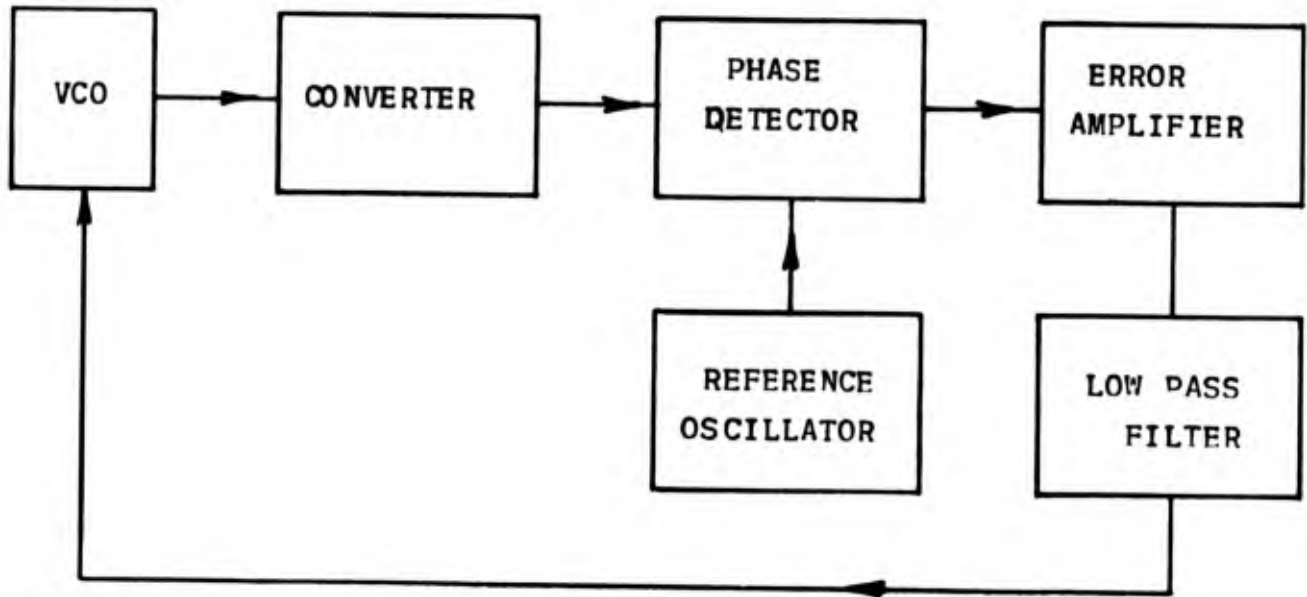 VCO
CONVERTER
PHASE
DETECTOR
ERROR
AMPLIFIER
REFERENCE
OSCILLATOR
LOW PASS
FILTER